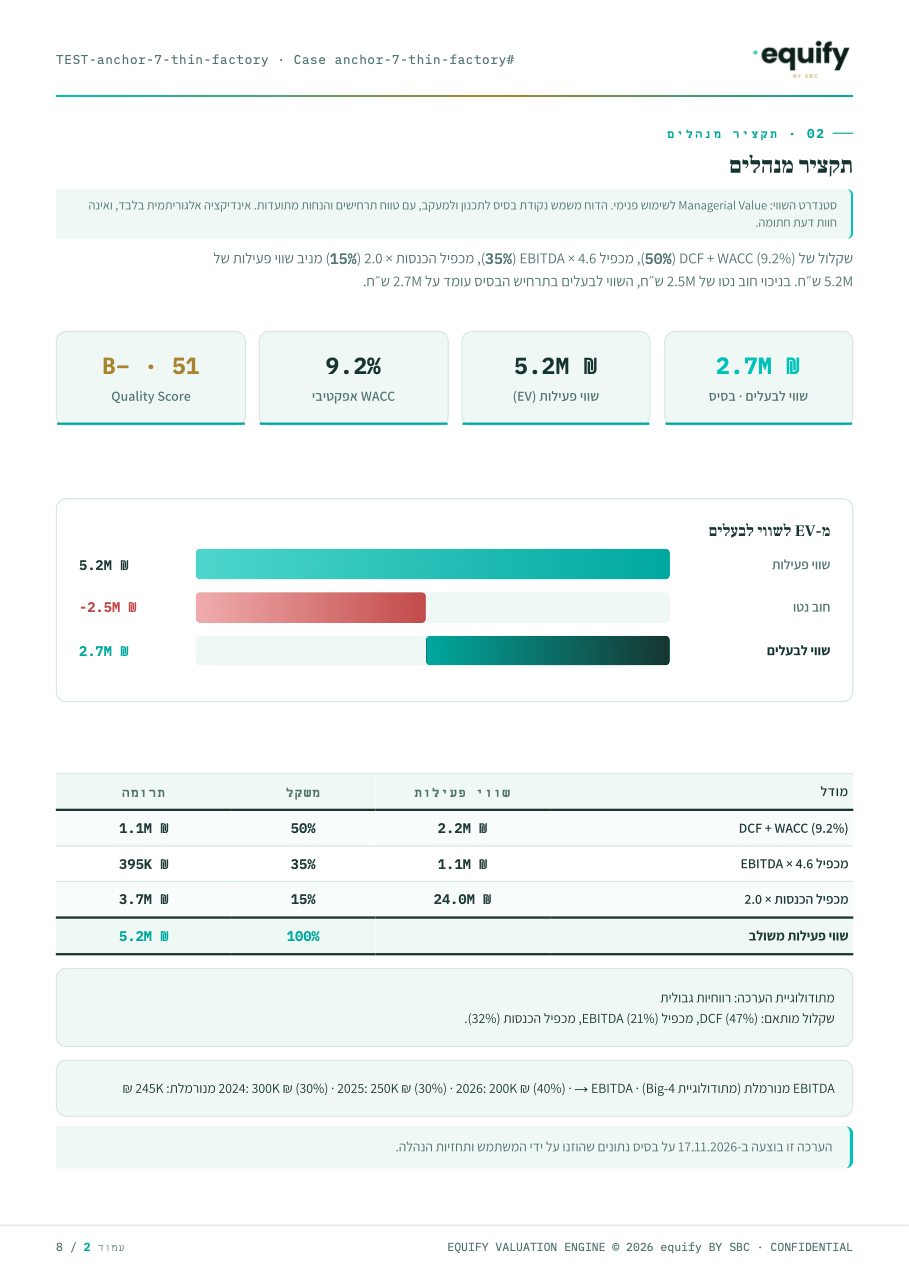 equify
BY SBC
TEST-anchor-7-thin-factory · Case anchor-7-thin-factory#
02 · תקציר מנהלים
תקציר מנהלים
סטנדרט השווי: Managerial Value לשימוש פנימי. הדוח משמש נקודת בסיס לתכנון ולמעקב, עם טווח תרחישים והנחות מתועדות. אינדיקציה אלגוריתמית בלבד, ואינה
חוות דעת חתומה.
שקלול של DCF + WACC (9.2%) (50%), מכפיל EBITDA × 4.6 (35%), מכפיל הכנסות × 2.0 (15%) מניב שווי פעילות של
5.2M ש״ח. בניכוי חוב נטו של 2.5M ש״ח, השווי לבעלים בתרחיש הבסיס עומד על 2.7M ש״ח.
2.7M ₪
שווי לבעלים · בסיס
5.2M ₪
שווי פעילות (EV)
9.2%
WACC אפקטיבי
B− · 51
Quality Score
מ-EV לשווי לבעלים
שווי פעילות 5.2M ₪
חוב נטו -2.5M ₪
שווי לבעלים 2.7M ₪
מודל שווי פעילות משקל תרומה
DCF + WACC (9.2%) 2.2M ₪ 50% 1.1M ₪
מכפיל EBITDA × 4.6 1.1M ₪ 35% 395K ₪
מכפיל הכנסות × 2.0 24.0M ₪ 15% 3.7M ₪
שווי פעילות משולב 100% 5.2M ₪
מתודולוגיית הערכה: רווחיות גבולית
שקלול מותאם: DCF (47%), מכפיל EBITDA (21%), מכפיל הכנסות (32%).
EBITDA מנורמלת (מתודולוגיית Big-4) · 2024: 300K ₪ (30%) · 2025: 250K ₪ (30%) · 2026: 200K ₪ (40%) · → EBITDA מנורמלת: 245K ₪
הערכה זו בוצעה ב-17.11.2026 על בסיס נתונים שהוזנו על ידי המשתמש ותחזיות הנהלה.
EQUIFY VALUATION ENGINE © 2026 equify BY SBC · CONFIDENTIAL
עמוד 2 / 8